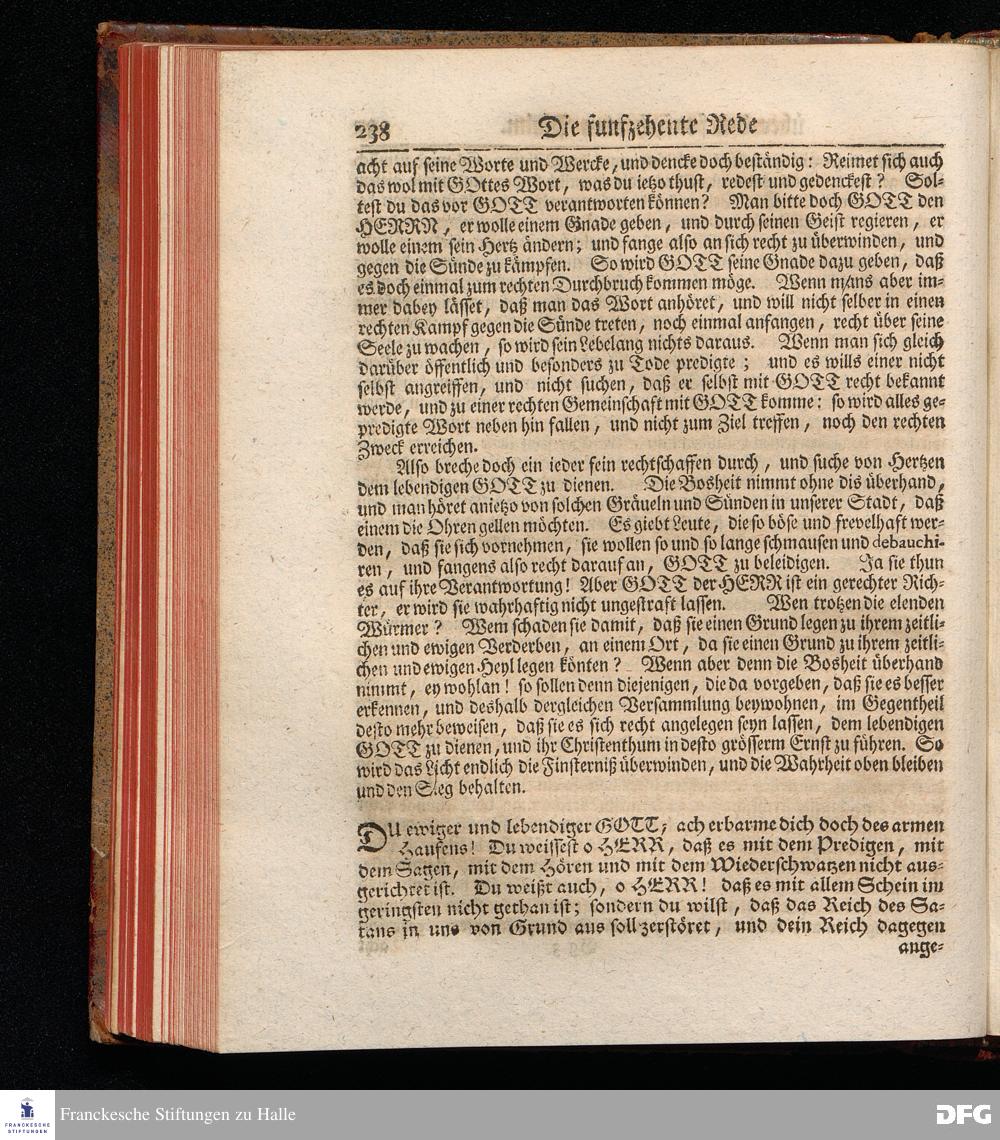 238 Die funfzehente Rede
acht auf seine Worte und Wercke, und dencke doch beständig: Reimet sich auch
das wol mit GOttes Wort, was du ietzo thust, redest und gedenckest? Sol-
test du das vor GOTT verantworten können? Man bitte doch GOTT den
HERRN, er wolle einem Gnade geben, und durch seinen Geist regieren, er
wolle einem sein Hertz ändern; und fange also an sich recht zu überwinden, und
gegen die Sünde zu kämpfen. So wird GOTT seine Gnade dazu geben, daß
es doch einmal zum rechten Durchbruch kommen möge. Wenn mans aber im-
mer dabey lässet, daß man das Wort anhöret, und will nicht selber in einen
rechten Kampf gegen die Sünde treten, noch einmal anfangen, recht über seine
Seele zu wachen, so wird sein Lebelang nichts daraus. Wenn man sich gleich
darüber öffentlich und besonders zu Tode predigte; und es wills einer nicht
selbst angreiffen, und nicht suchen, daß er selbst mit GOTT recht bekannt
werde, und zu einer rechten Gemeinschaft mit GOTT komme: so wird alles ge-
predigte Wort neben hin fallen, und nicht zum Ziel treffen, noch den rechten
Zweck erreichen.
Also breche doch ein ieder fein rechtschaffen durch, und suche von Hertzen
dem lebendigen GOTT zu dienen. Die Bosheit nimmt ohne dis überhand,
und man höret anietzo von solchen Gräueln und Sünden in unserer Stadt, daß
einem die Ohren gellen möchten. Es giebt Leute, die so böse und frevelhaft wer-
den, daß sie sich vornehmen, sie wollen so und so lange schmausen und debauchi-
ren, und fangens also recht darauf an, GOTT zu beleidigen. Ja sie thun
es auf ihre Verantwortung! Aber GOTT der HERR ist ein gerechter Rich-
ter, er wird sie wahrhaftig nicht ungestraft lassen. Wen trotzen die elenden
Würmer? Wem schaden sie damit, daß sie einen Grund legen zu ihrem zeitli-
chen und ewigen Verderben, an einem Ort, da sie einen Grund zu ihrem zeitli-
chen und ewigen Heyl legen könten? Wenn aber denn die Bosheit überhand
nimmt, ey wohlan! so sollen denn diejenigen, die da vorgeben, daß sie es besser
erkennen, und deshalb dergleichen Versammlung beywohnen, im Gegentheil
desto mehr beweisen, daß sie es sich recht angelegen seyn lassen, dem lebendigen
GOTT zu dienen, und ihr Christenthum in desto grösserm Ernst zu führen. So
wird das Licht endlich die Finsterniß überwinden, und die Wahrheit oben bleiben
und den Sieg behalten.
DU ewiger und lebendiger GOTT, ach erbarme dich doch des armen
Haufens! Du weissest o HERR, daß es mit dem Predigen, mit
dem Sagen, mit dem Hören und mit dem Wiederschwatzen nicht aus-
gerichtet ist. Du weißt auch, o HERR! daß es mit allem Schein im
geringsten nicht gethan ist; sondern du wilst, daß das Reich des Sa-
tans in uns von Grund aus soll zerstöret, und dein Reich dagegen
ange-
FRANCKESCHE
STIFTUNGEN
Franckesche Stiftungen zu Halle
DFG